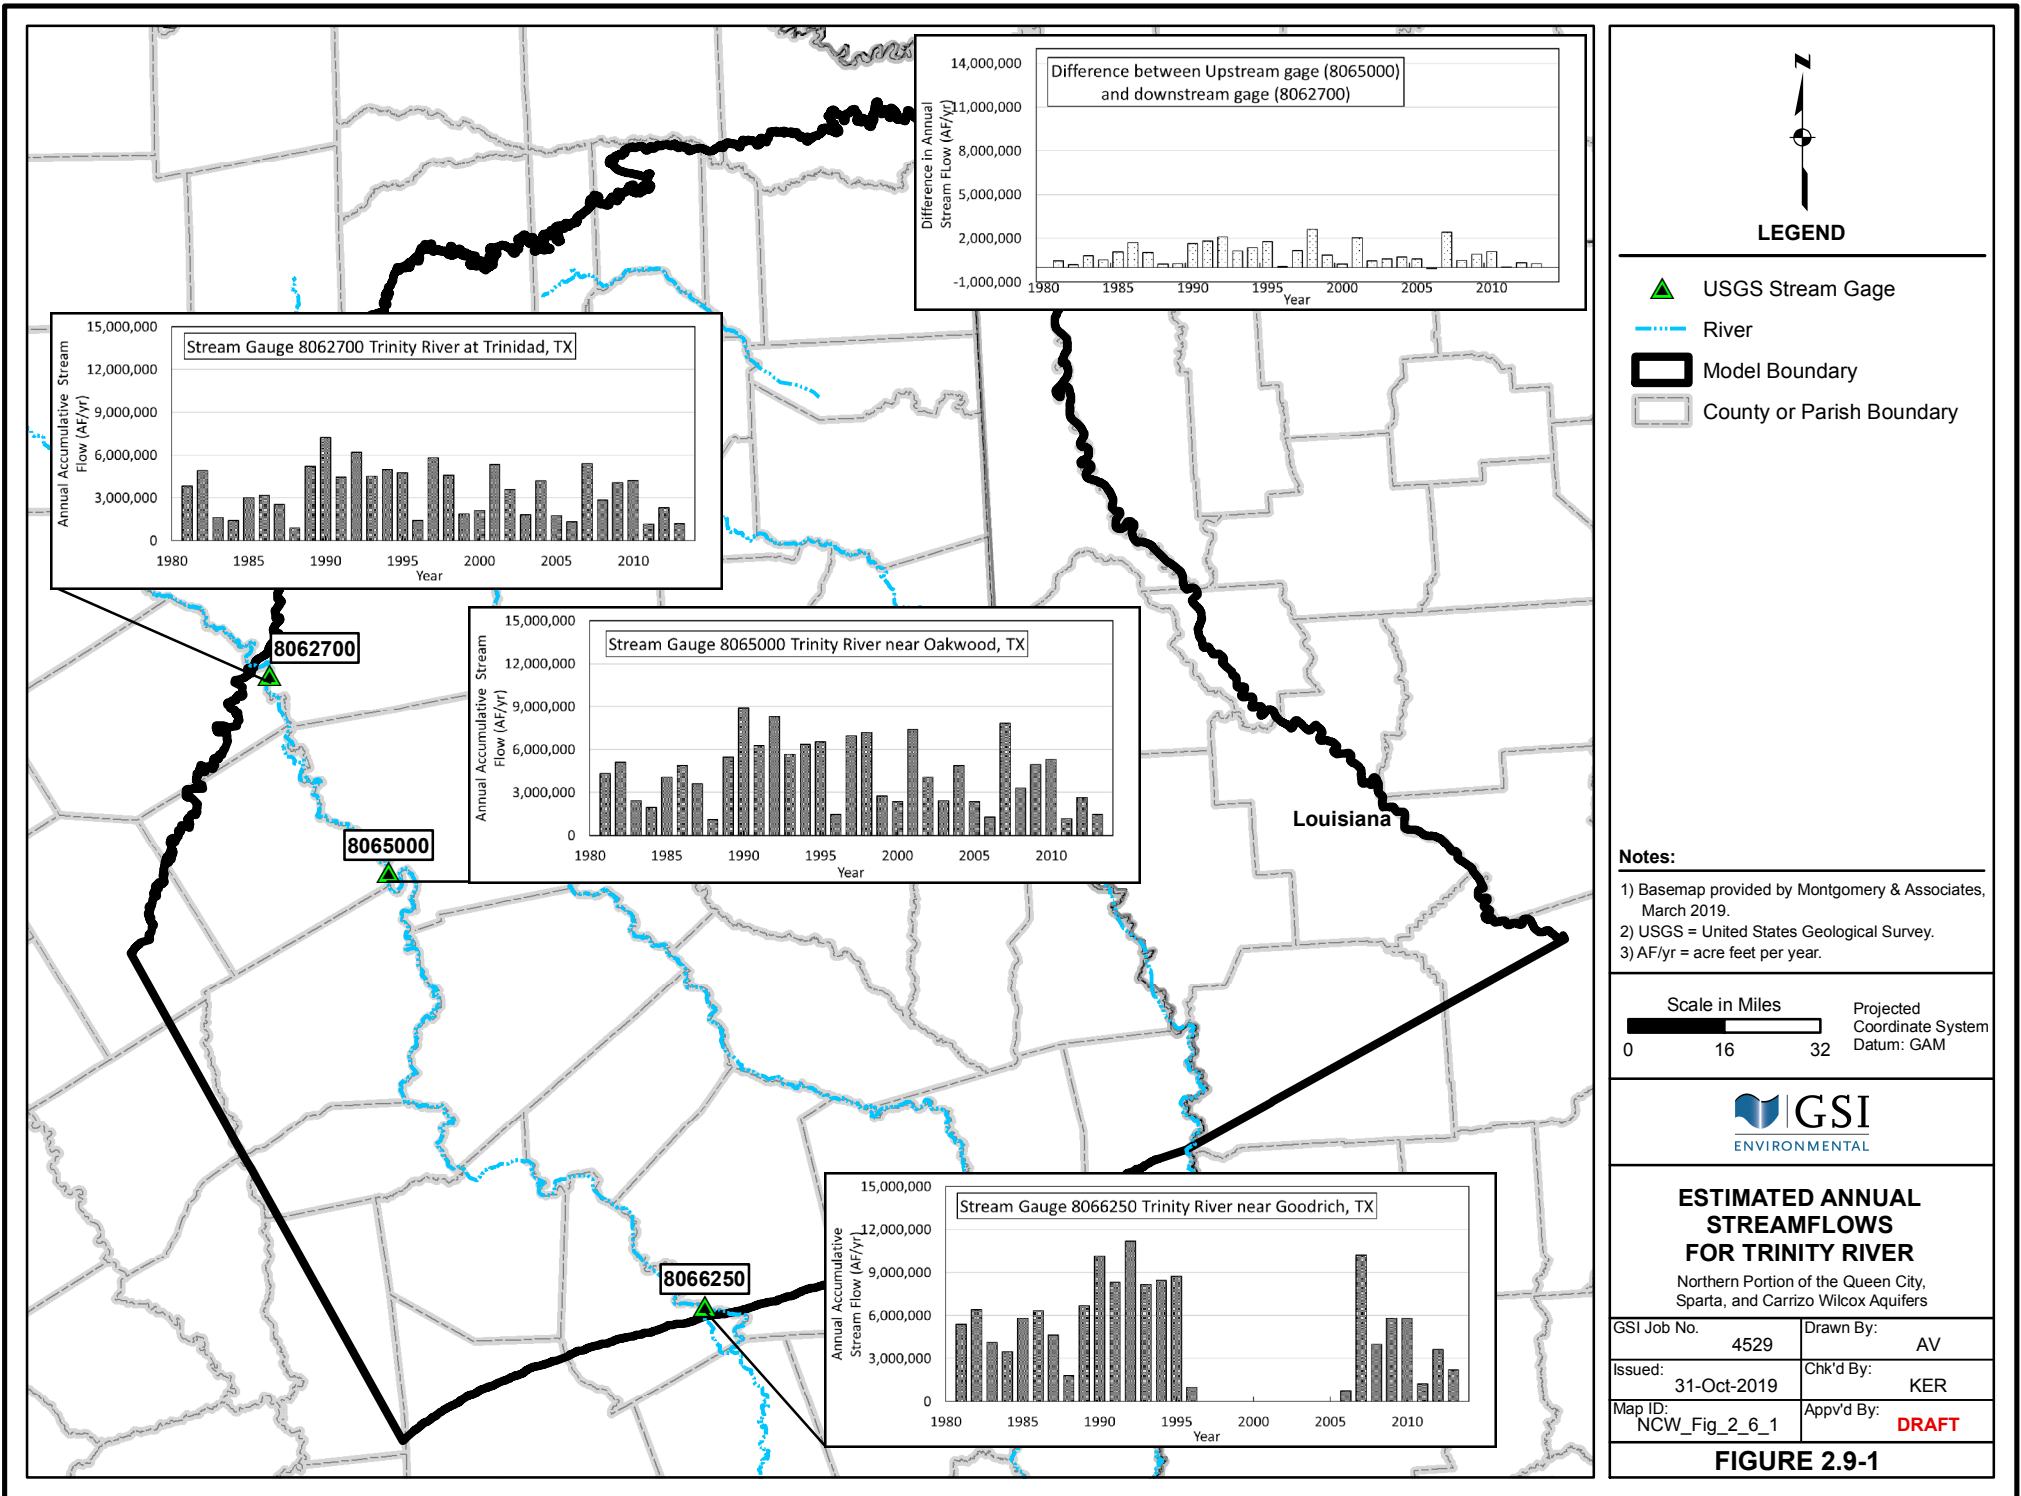 14,000,000
11,000,000
8,000,000
5,000,000
2,000,000
-1,000,000
Difference in Annual
Stream FLow (AF/yr)
Difference between Upstream gage (8065000)
and downstream gage (8062700)
1980 1985 1990 1995 2000 2005 2010
Year
15,000,000
12,000,000
9,000,000
6,000,000
3,000,000
0
Annual Accumulative Stream
Flow (AF/yr)
Stream Gauge 8062700 Trinity River at Trinidad, TX
1980 1985 1990 1995 2000 2005 2010
Year
8062700
15,000,000
12,000,000
9,000,000
6,000,000
3,000,000
0
Annual Accumulative Stream
Flow (AF/yr)
Stream Gauge 8065000 Trinity River near Oakwood, TX
1980 1985 1990 1995 2000 2005 2010
Year
8065000
Louisiana
15,000,000
12,000,000
9,000,000
6,000,000
3,000,000
0
Annual Accumulative
Stream Flow (AF/yr)
Stream Gauge 8066250 Trinity River near Goodrich, TX
1980 1985 1990 1995 2000 2005 2010
Year
8066250
N
LEGEND
USGS Stream Gage
River
Model Boundary
County or Parish Boundary
Notes:
1) Basemap provided by Montgomery & Associates,
March 2019.
2) USGS = United States Geological Survey.
3) AF/yr = acre feet per year.
Scale in Miles
0 16 32
Projected
Coordinate System
Datum: GAM
GSI
ENVIRONMENTAL
ESTIMATED ANNUAL
STREAMFLOWS
FOR TRINITY RIVER
Northern Portion of the Queen City,
Sparta, and Carrizo Wilcox Aquifers
GSI Job No. 4529
Drawn By: AV
Issued: 31-Oct-2019
Chk'd By: KER
Map ID: NCW_Fig_2_6_1
Appv'd By: DRAFT
FIGURE 2.9-1